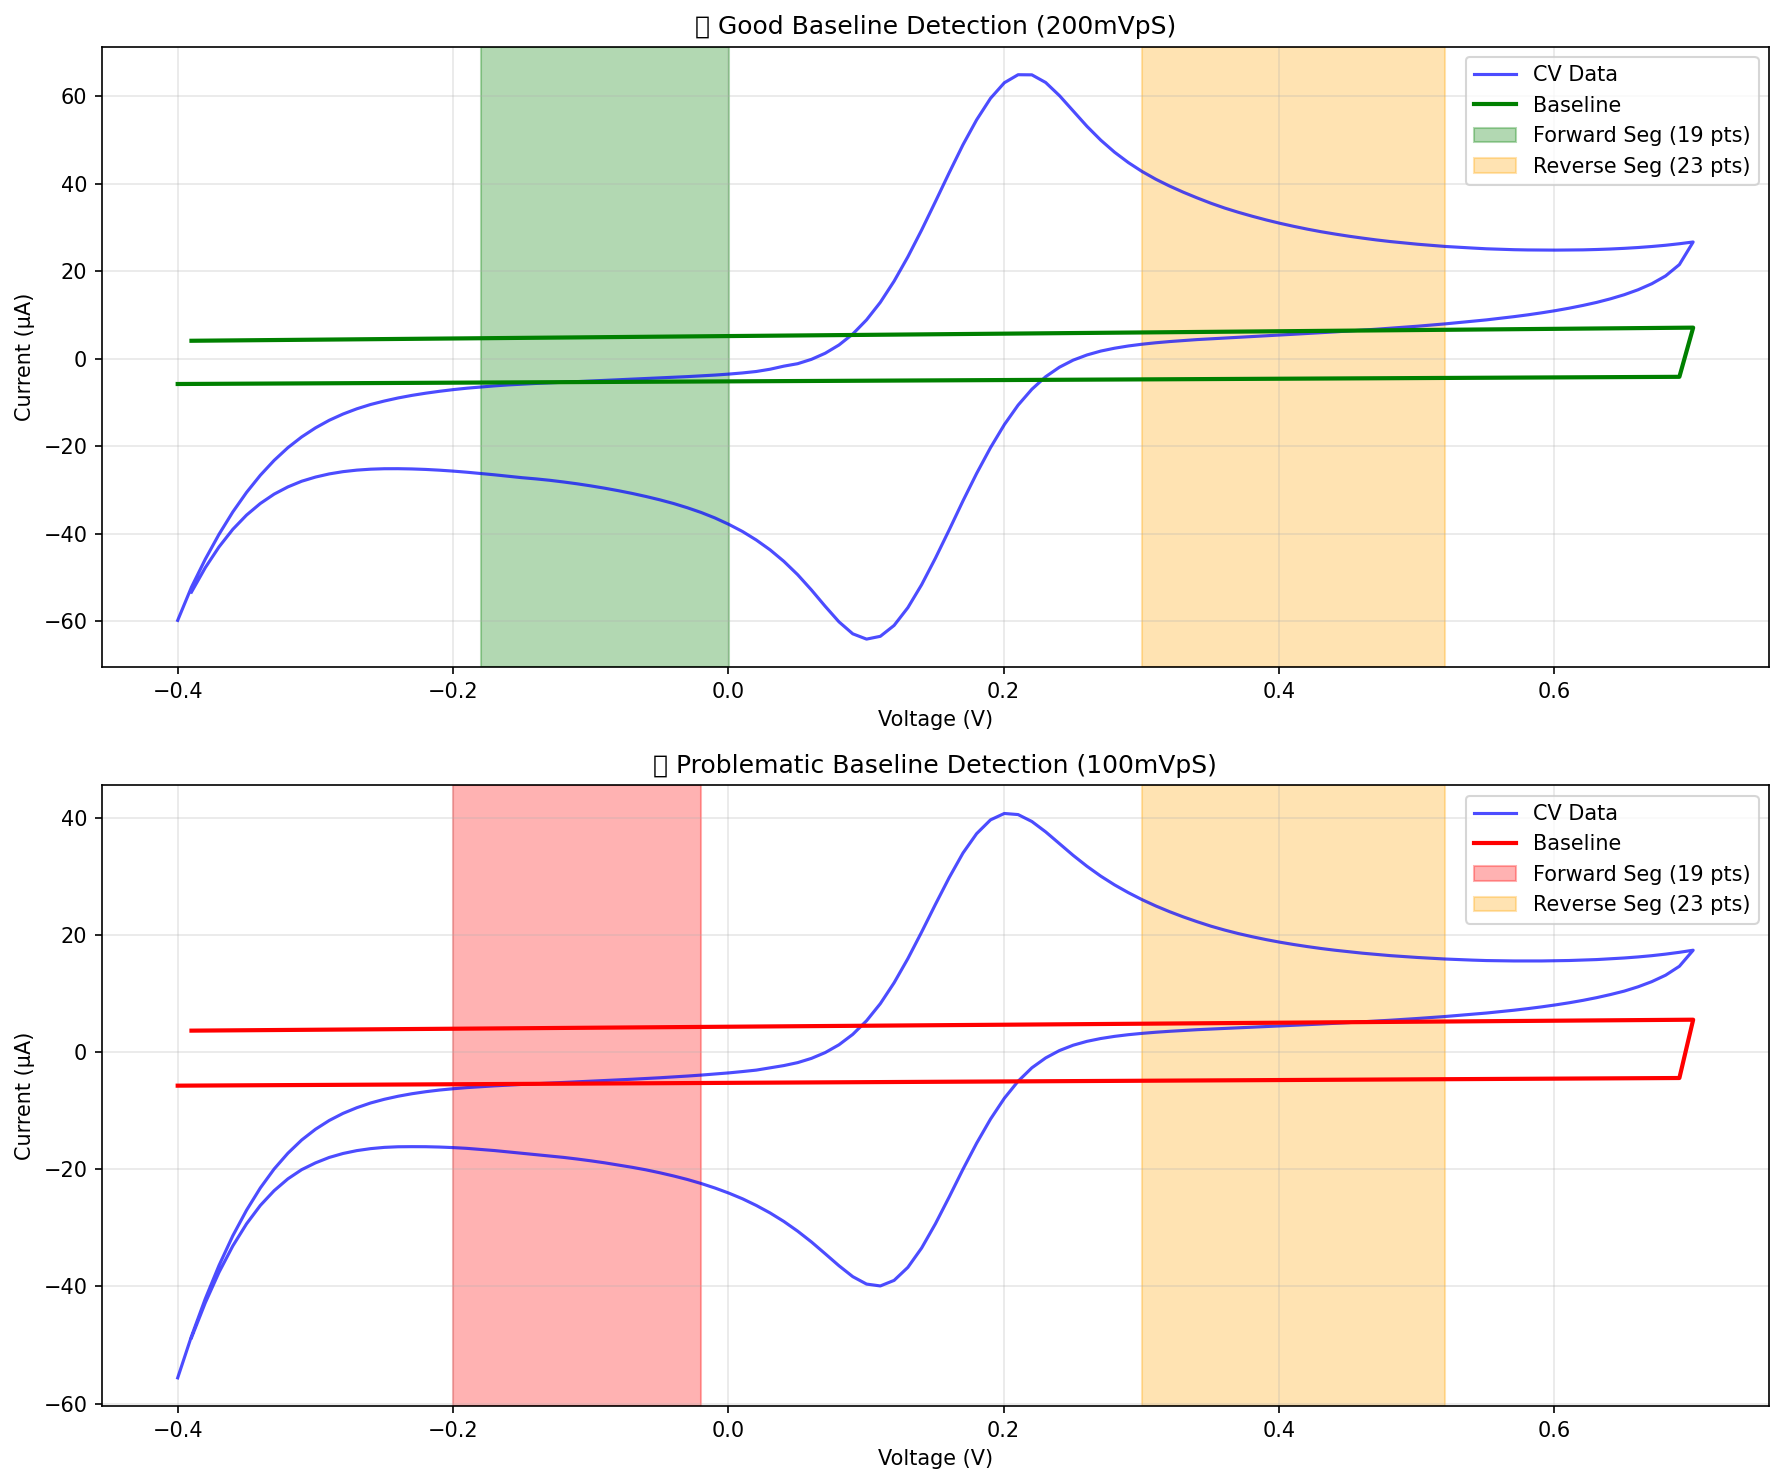 ▯ Good Baseline Detection (200mVpS)
CV Data
Baseline
Forward Seg (19 pts)
Reverse Seg (23 pts)
Current (µA)
60
40
20
0
−20
−40
−60
−0.4
−0.2
0.0
0.2
0.4
0.6
Voltage (V)
▯ Problematic Baseline Detection (100mVpS)
CV Data
Baseline
Forward Seg (19 pts)
Reverse Seg (23 pts)
Current (µA)
40
20
0
−20
−40
−60
−0.4
−0.2
0.0
0.2
0.4
0.6
Voltage (V)